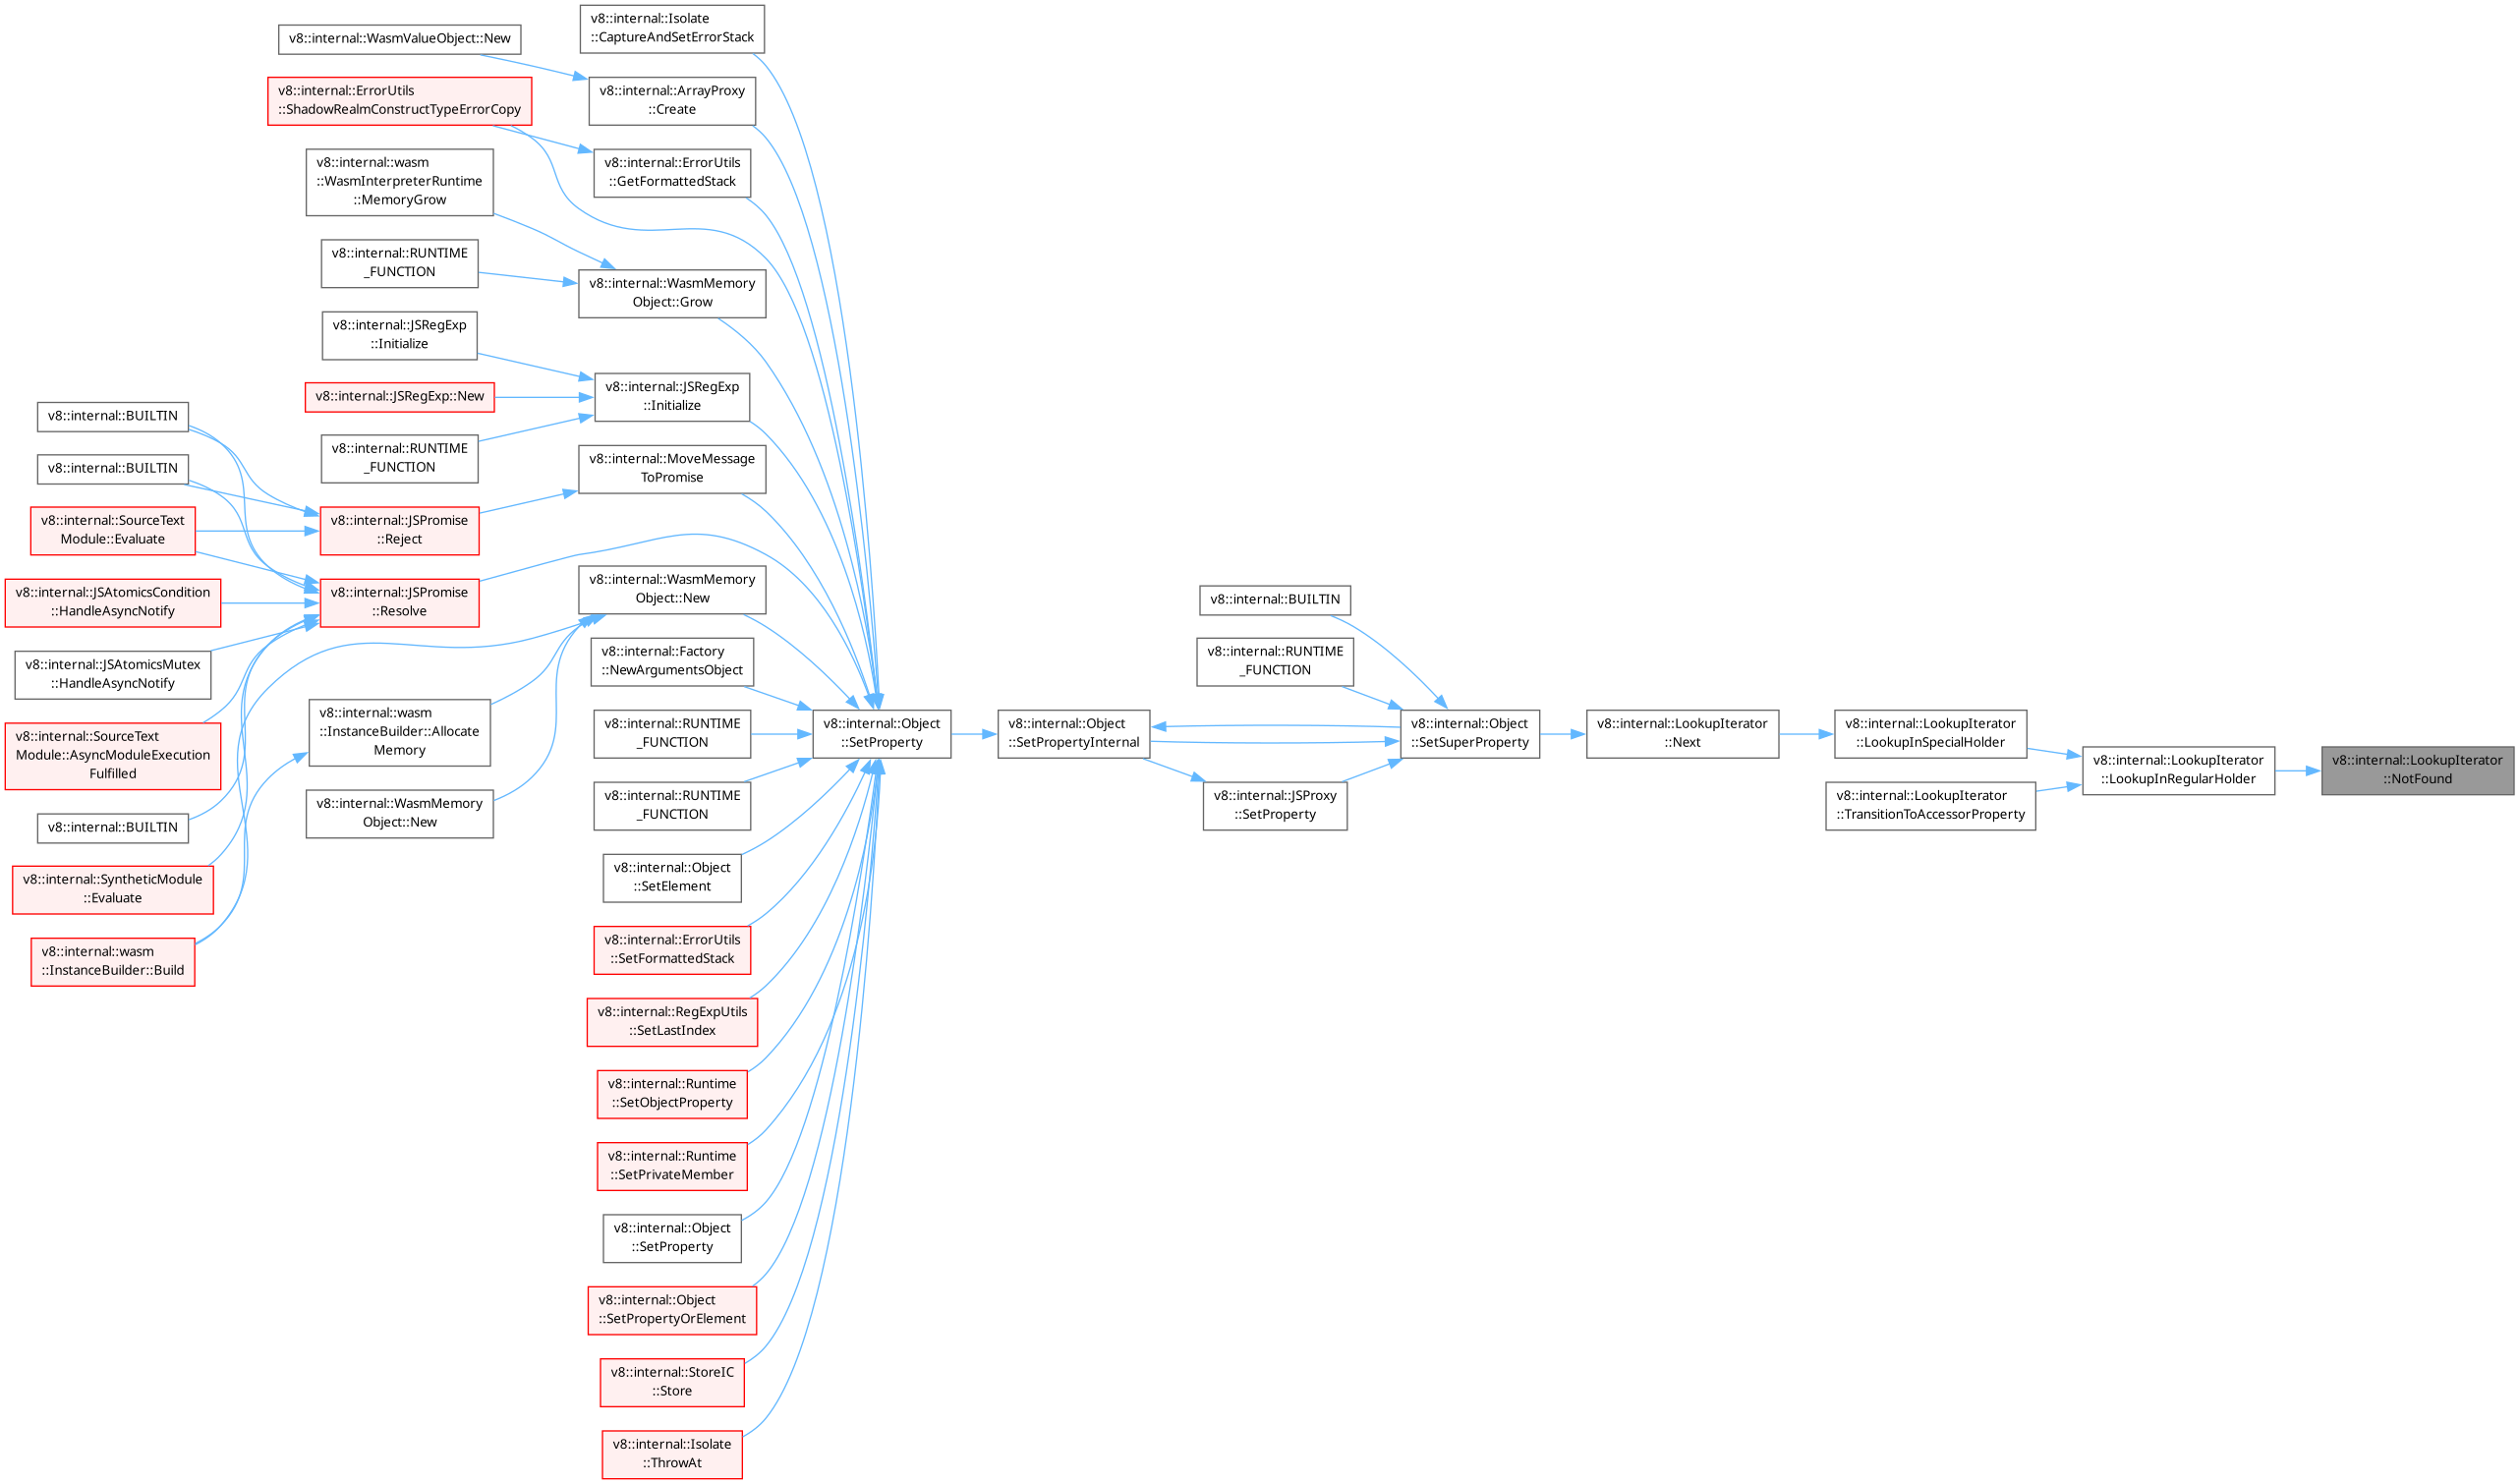 v8::internal::BUILTIN
v8::internal::BUILTIN
v8::internal::SourceText
Module::Evaluate
v8::internal::JSAtomicsCondition
::HandleAsyncNotify
v8::internal::JSAtomicsMutex
::HandleAsyncNotify
v8::internal::SourceText
Module::AsyncModuleExecution
Fulfilled
v8::internal::BUILTIN
v8::internal::SyntheticModule
::Evaluate
v8::internal::wasm
::InstanceBuilder::Build
v8::internal::WasmValueObject::New
v8::internal::ErrorUtils
::ShadowRealmConstructTypeErrorCopy
v8::internal::wasm
::WasmInterpreterRuntime
::MemoryGrow
v8::internal::RUNTIME
_FUNCTION
v8::internal::JSRegExp
::Initialize
v8::internal::JSRegExp::New
v8::internal::RUNTIME
_FUNCTION
v8::internal::JSPromise
::Reject
v8::internal::JSPromise
::Resolve
v8::internal::wasm
::InstanceBuilder::Allocate
Memory
v8::internal::WasmMemory
Object::New
v8::internal::Isolate
::CaptureAndSetErrorStack
v8::internal::ArrayProxy
::Create
v8::internal::ErrorUtils
::GetFormattedStack
v8::internal::WasmMemory
Object::Grow
v8::internal::JSRegExp
::Initialize
v8::internal::MoveMessage
ToPromise
v8::internal::WasmMemory
Object::New
v8::internal::Factory
::NewArgumentsObject
v8::internal::RUNTIME
_FUNCTION
v8::internal::RUNTIME
_FUNCTION
v8::internal::Object
::SetElement
v8::internal::ErrorUtils
::SetFormattedStack
v8::internal::RegExpUtils
::SetLastIndex
v8::internal::Runtime
::SetObjectProperty
v8::internal::Runtime
::SetPrivateMember
v8::internal::Object
::SetProperty
v8::internal::Object
::SetPropertyOrElement
v8::internal::StoreIC
::Store
v8::internal::Isolate
::ThrowAt
v8::internal::Object
::SetProperty
v8::internal::Object
::SetPropertyInternal
v8::internal::BUILTIN
v8::internal::RUNTIME
_FUNCTION
v8::internal::JSProxy
::SetProperty
v8::internal::Object
::SetSuperProperty
v8::internal::LookupIterator
::Next
v8::internal::LookupIterator
::LookupInSpecialHolder
v8::internal::LookupIterator
::TransitionToAccessorProperty
v8::internal::LookupIterator
::LookupInRegularHolder
v8::internal::LookupIterator
::NotFound